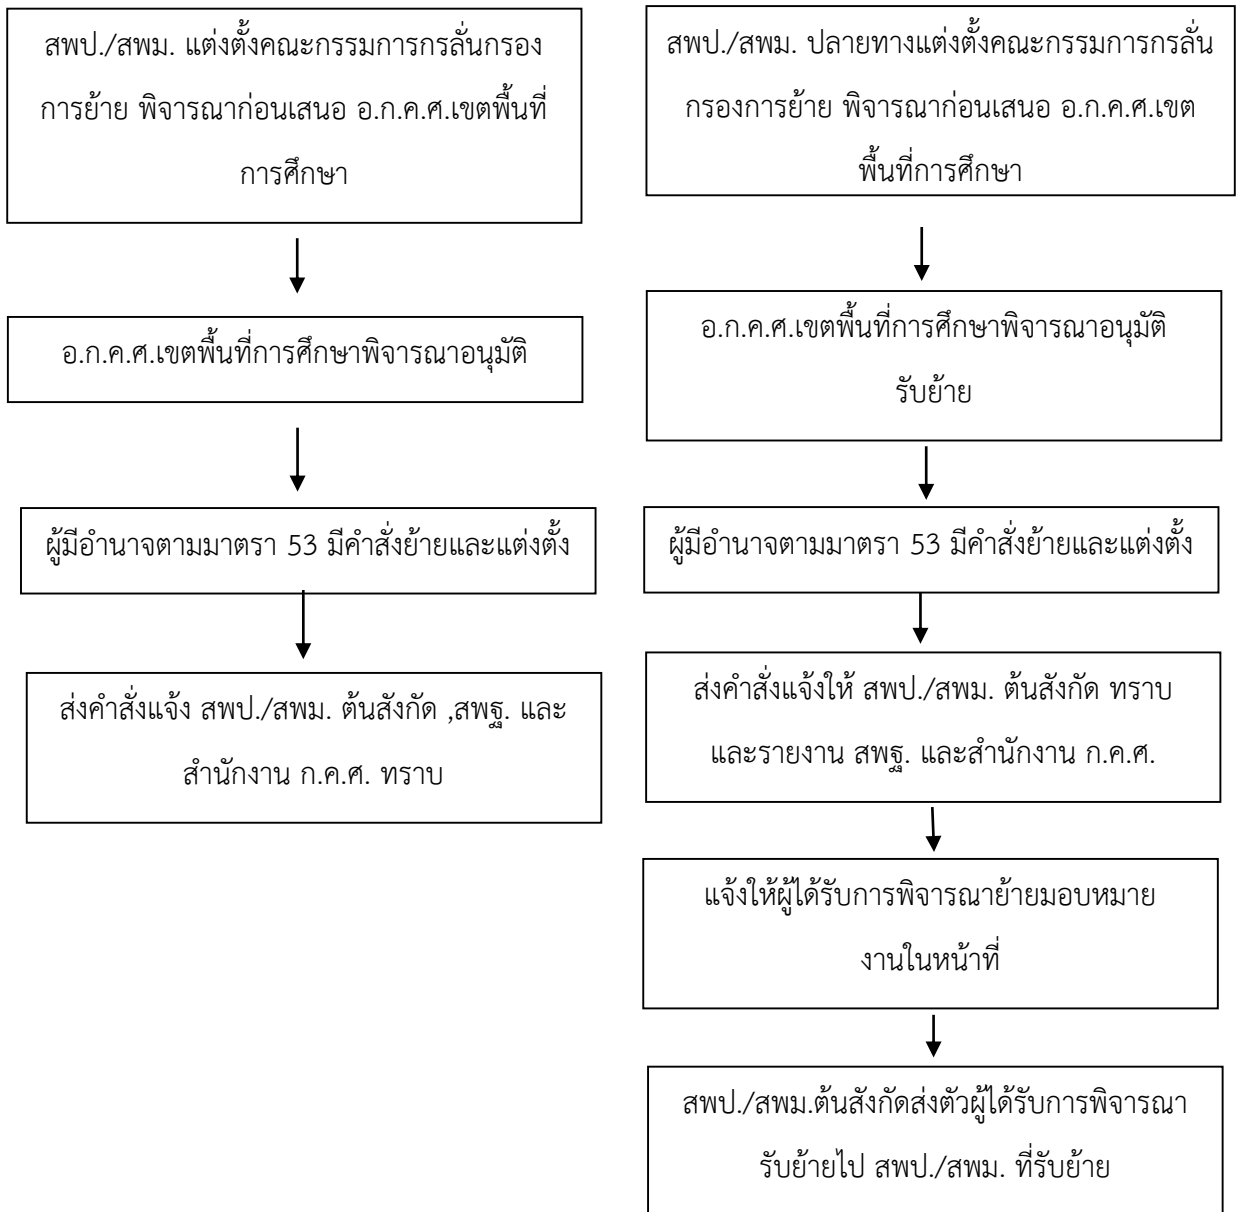 สพป./สพม. แต่งตั้งคณะกรรมการกรลั่นกรอง
การย้าย พิจารณาก่อนเสนอ อ.ก.ค.ศ.เขตพื้นที่
การศึกษา
อ.ก.ค.ศ.เขตพื้นที่การศึกษาพิจารณาอนุมัติ
ผู้มีอำนาจตามมาตรา 53 มีคำสั่งย้ายและแต่งตั้ง
ส่งคำสั่งแจ้ง สพป./สพม. ต้นสังกัด ,สพฐ. และ
สำนักงาน ก.ค.ศ. ทราบ
สพป./สพม. ปลายทางแต่งตั้งคณะกรรมการกรลั่น
กรองการย้าย พิจารณาก่อนเสนอ อ.ก.ค.ศ.เขต
พื้นที่การศึกษา
อ.ก.ค.ศ.เขตพื้นที่การศึกษาพิจารณาอนุมัติ
รับย้าย
ผู้มีอำนาจตามมาตรา 53 มีคำสั่งย้ายและแต่งตั้ง
ส่งคำสั่งแจ้งให้ สพป./สพม. ต้นสังกัด ทราบ
และรายงาน สพฐ. และสำนักงาน ก.ค.ศ.
แจ้งให้ผู้ได้รับการพิจารณาย้ายมอบหมาย
งานในหน้าที่
สพป./สพม.ต้นสังกัดส่งตัวผู้ได้รับการพิจารณา
รับย้ายไป สพป./สพม. ที่รับย้าย